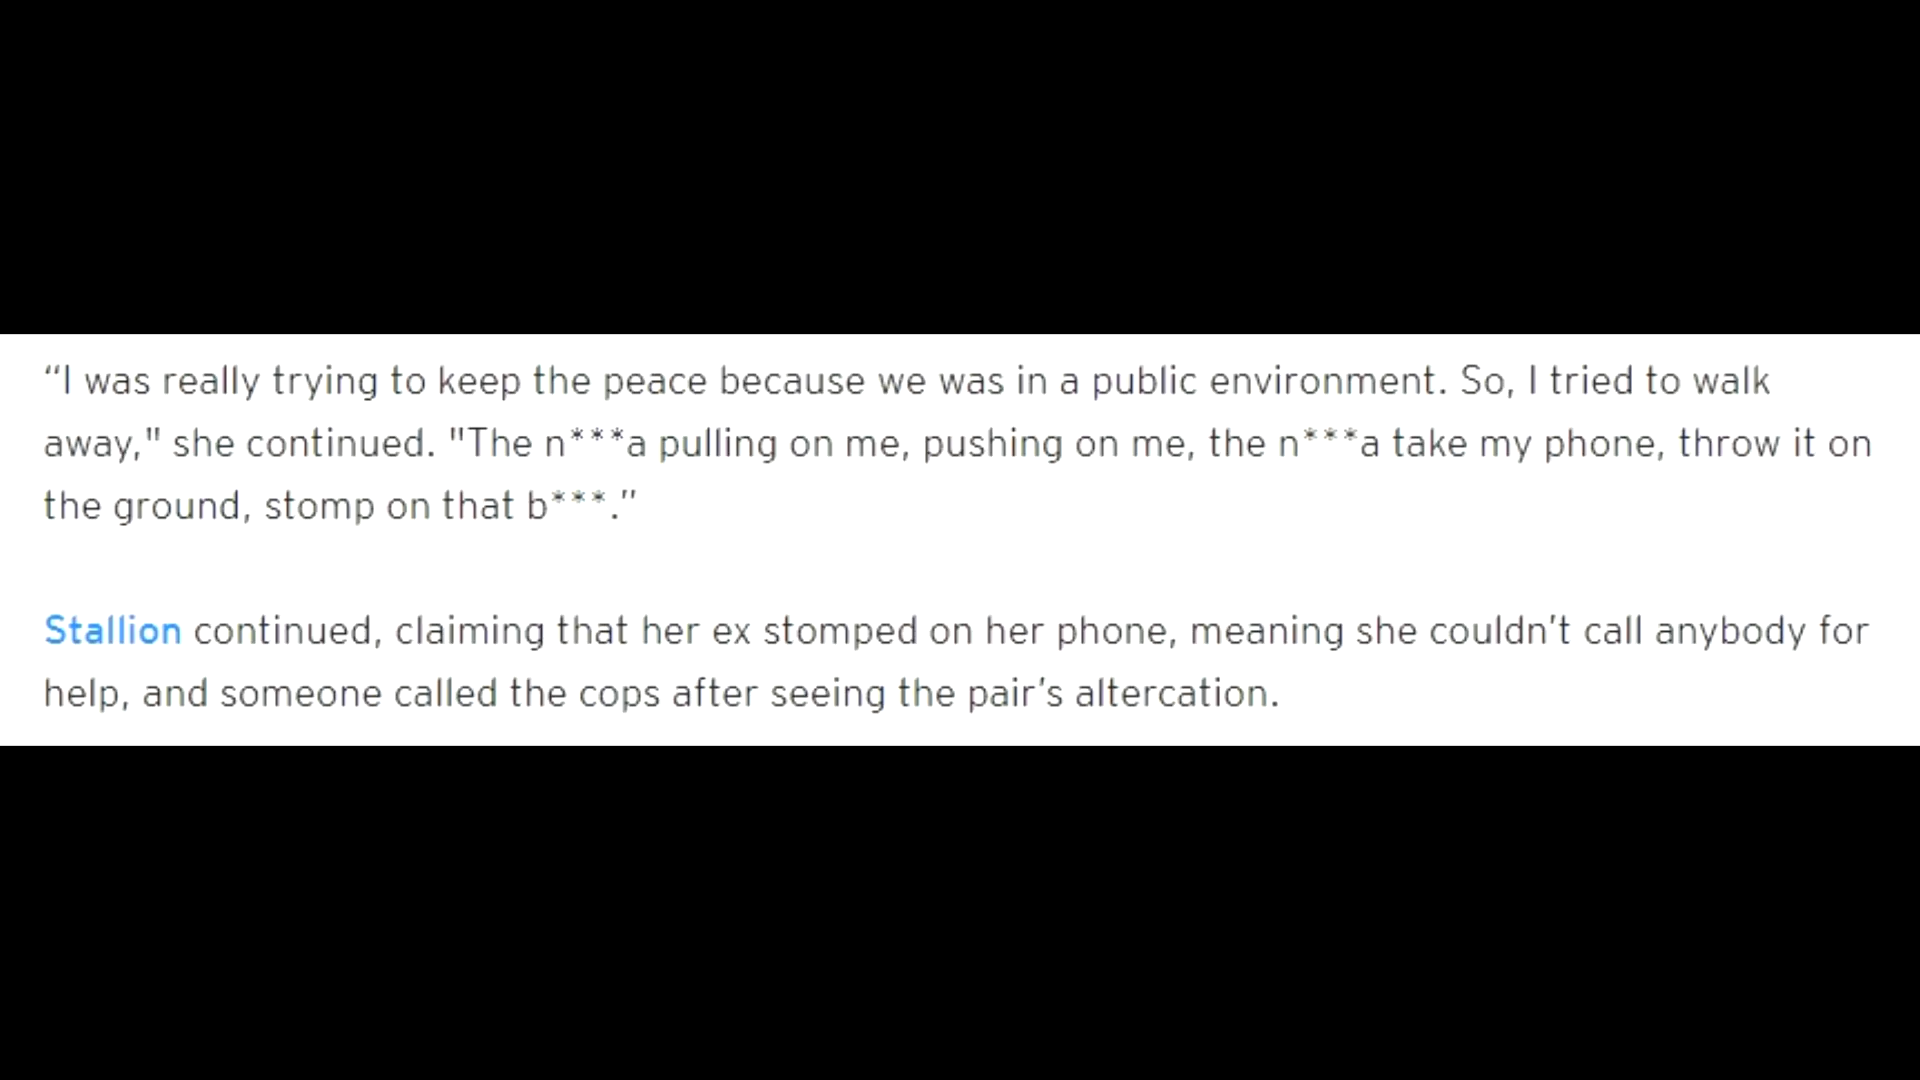 “I was really trying to keep the peace because we was in a public environment. So, I tried to walk
away," she continued. "The n***a pulling on me, pushing on me, the n***a take my phone, throw it on
the ground, stomp on that b***.”
Stallion continued, claiming that her ex stomped on her phone, meaning she couldn’t call anybody for
help, and someone called the cops after seeing the pair’s altercation.